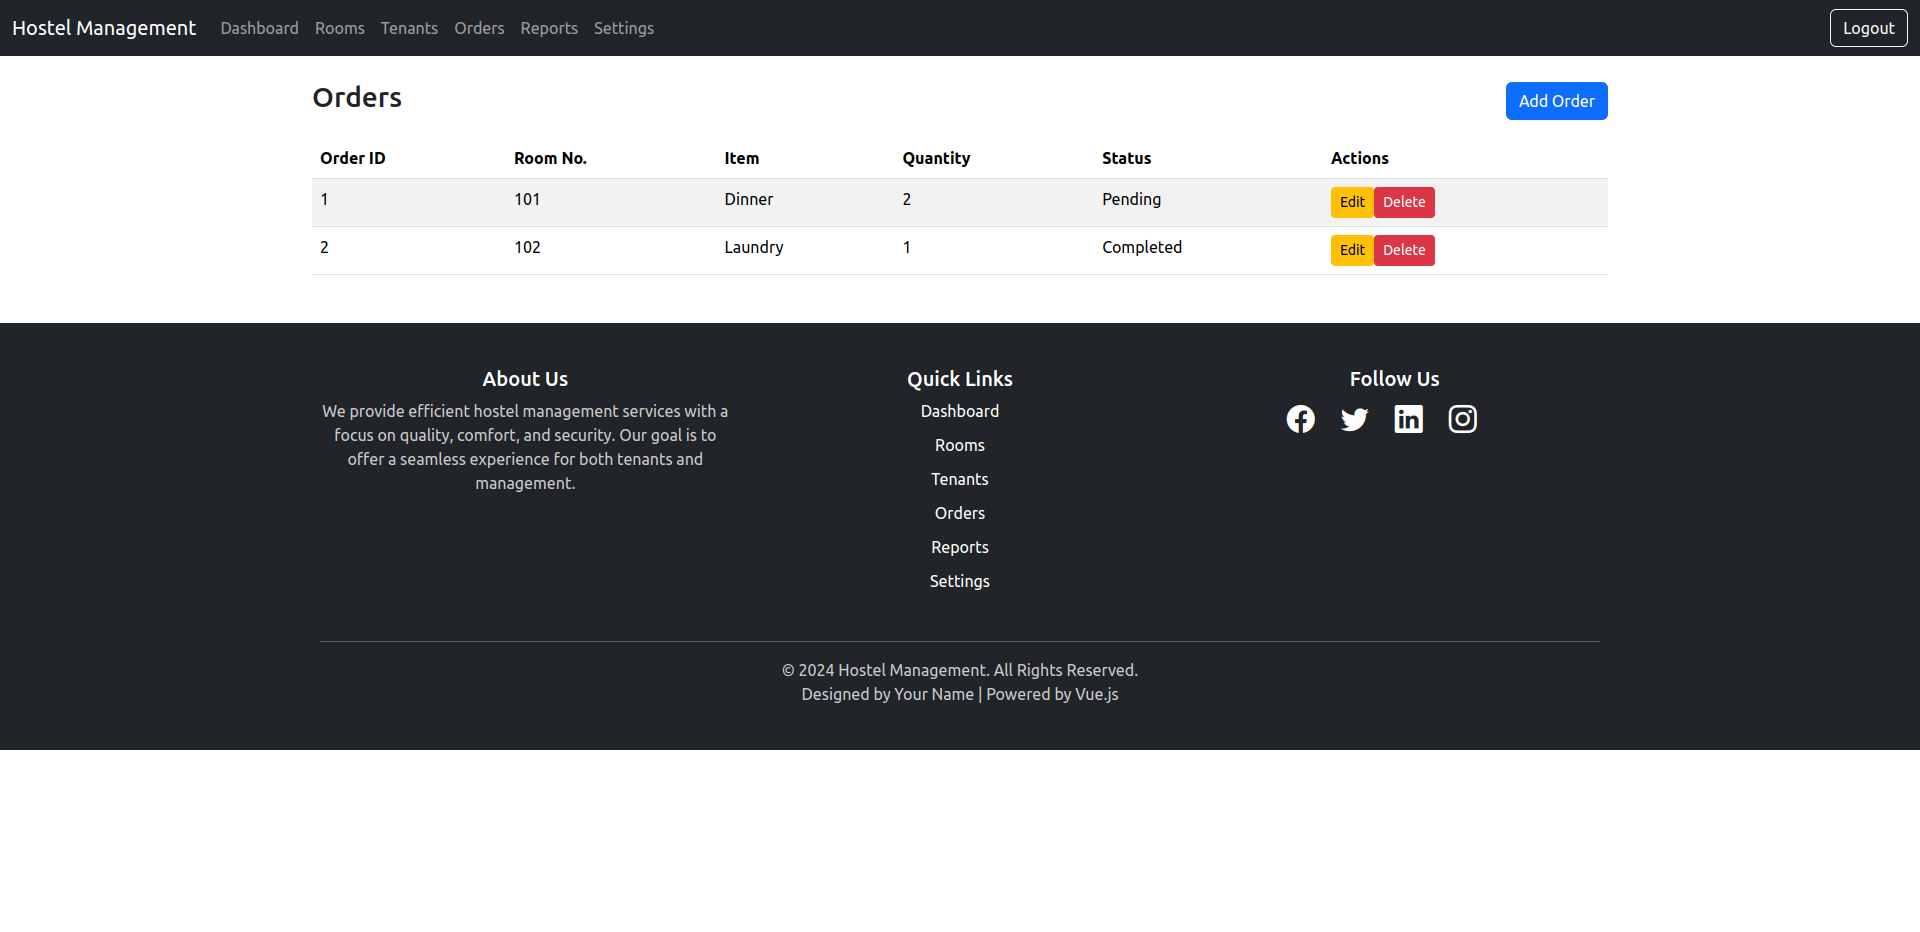 Hostel Management Dashboard Rooms Tenants Orders Reports Settings Logout
Orders Add Order
Order ID Room No. Item Quantity Status Actions
1 101 Dinner 2 Pending Edit Delete
2 102 Laundry 1 Completed Edit Delete
About Us
We provide efficient hostel management services with a
focus on quality, comfort, and security. Our goal is to
offer a seamless experience for both tenants and
management.
Quick Links
Dashboard
Rooms
Tenants
Orders
Reports
Settings
Follow Us
© 2024 Hostel Management. All Rights Reserved.
Designed by Your Name | Powered by Vue.js